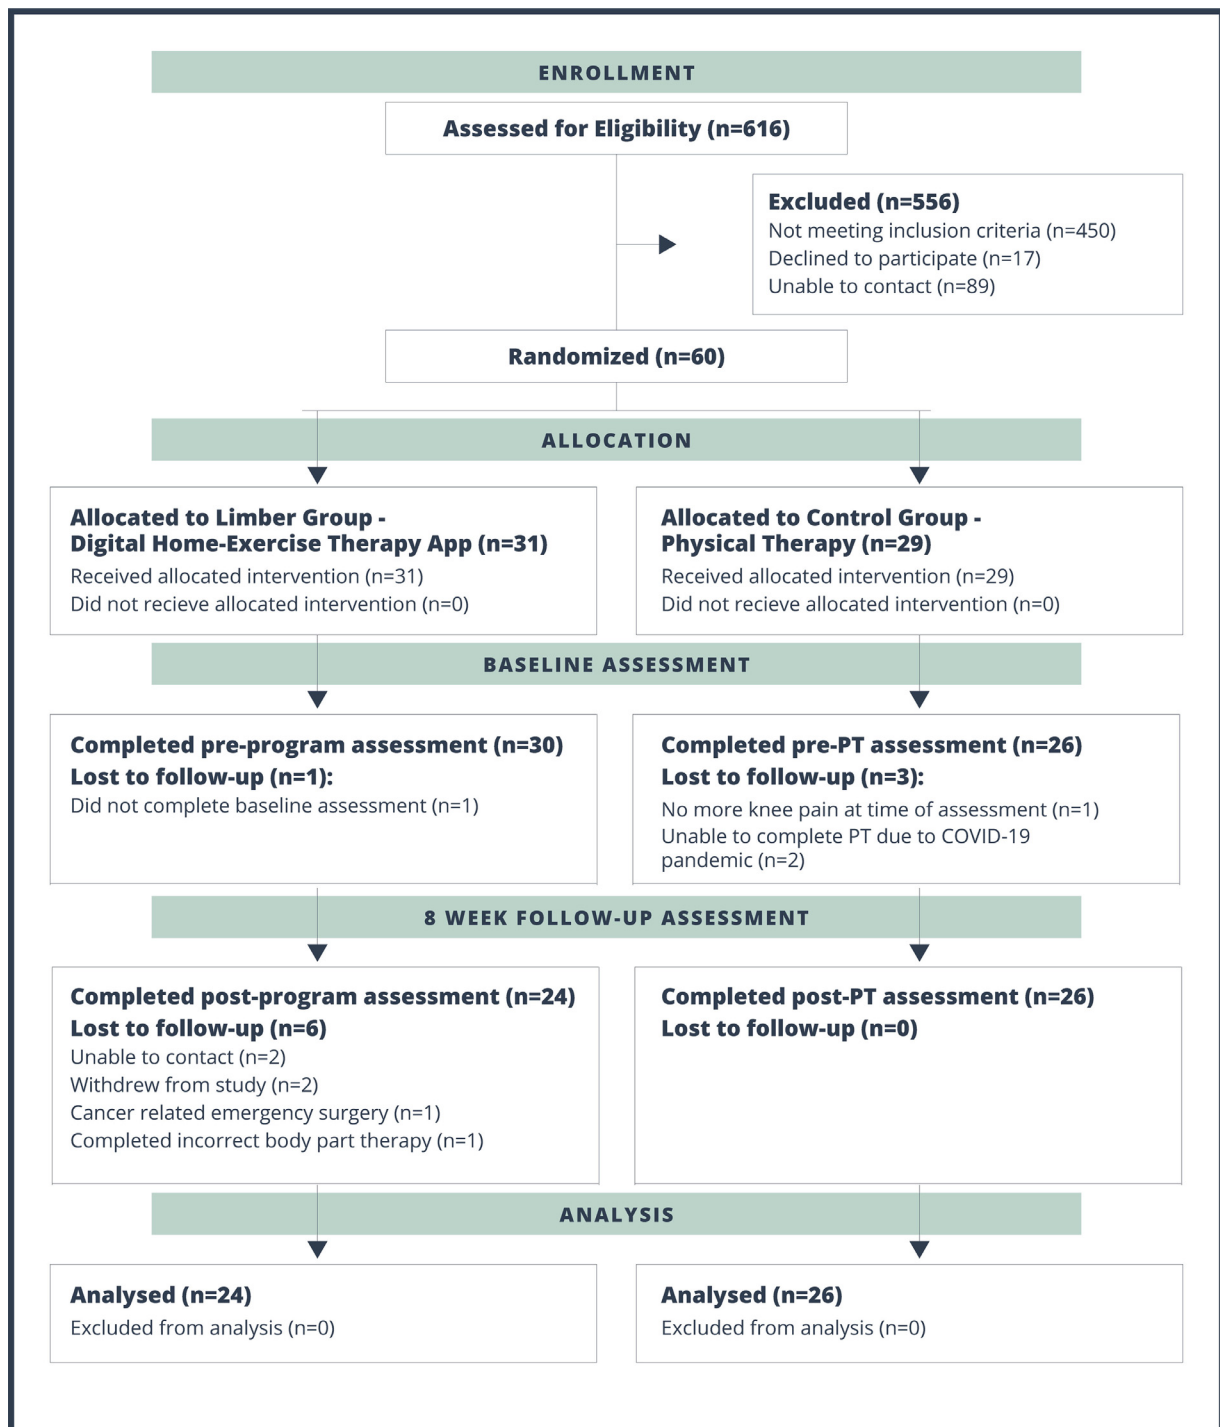 ENROLLMENT
Assessed for Eligibility (n=616)
Excluded (n=556)
Not meeting inclusion criteria (n=450)
Declined to participate (n=17)
Unable to contact (n=89)
Randomized (n=60)
ALLOCATION
Allocated to Limber Group -
Digital Home-Exercise Therapy App (n=31)
Received allocated intervention (n=31)
Did not recieve allocated intervention (n=0)
Allocated to Control Group -
Physical Therapy (n=29)
Received allocated intervention (n=29)
Did not recieve allocated intervention (n=0)
BASELINE ASSESSMENT
Completed pre-program assessment (n=30)
Lost to follow-up (n=1):
Did not complete baseline assessment (n=1)
Completed pre-PT assessment (n=26)
Lost to follow-up (n=3):
No more knee pain at time of assessment (n=1)
Unable to complete PT due to COVID-19
pandemic (n=2)
8 WEEK FOLLOW-UP ASSESSMENT
Completed post-program assessment (n=24)
Lost to follow-up (n=6)
Unable to contact (n=2)
Withdrew from study (n=2)
Cancer related emergency surgery (n=1)
Completed incorrect body part therapy (n=1)
Completed post-PT assessment (n=26)
Lost to follow-up (n=0)
ANALYSIS
Analysed (n=24)
Excluded from analysis (n=0)
Analysed (n=26)
Excluded from analysis (n=0)